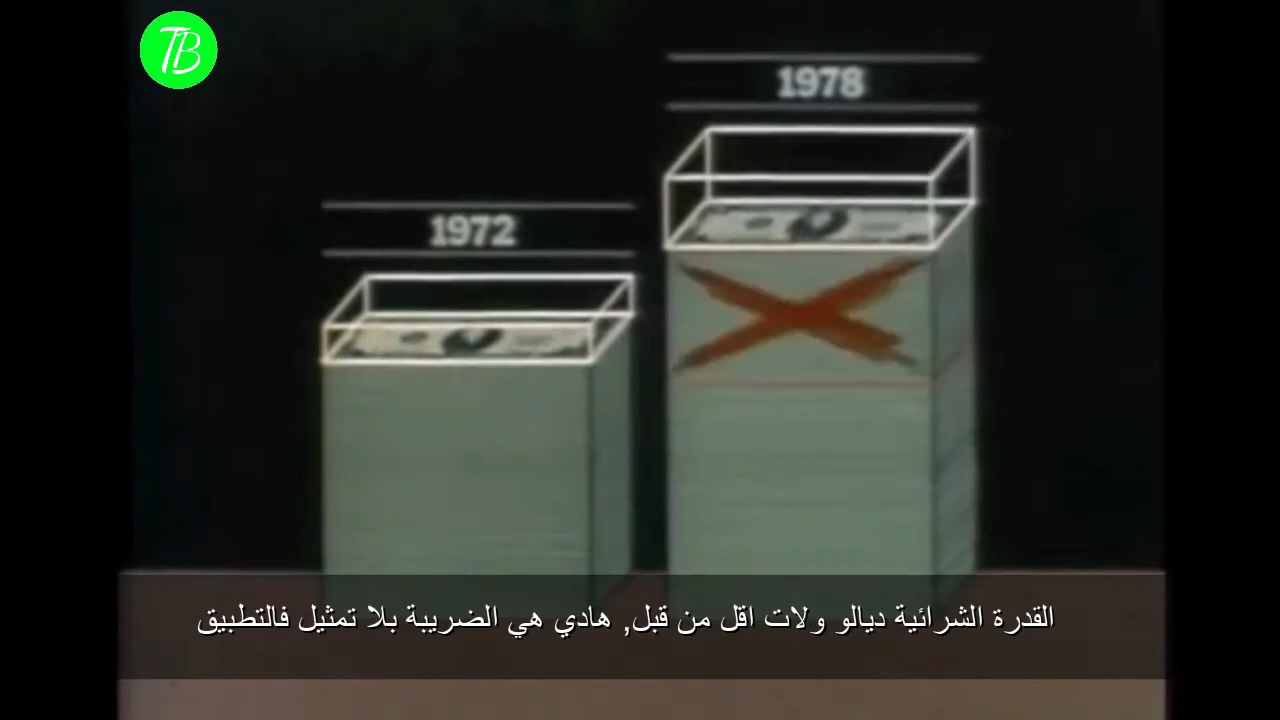 TB
1978
1972
القدرة الشرائية ديالو ولات اقل من قبل, هادي هي الضريبة بلا تمثيل فالتطبيق